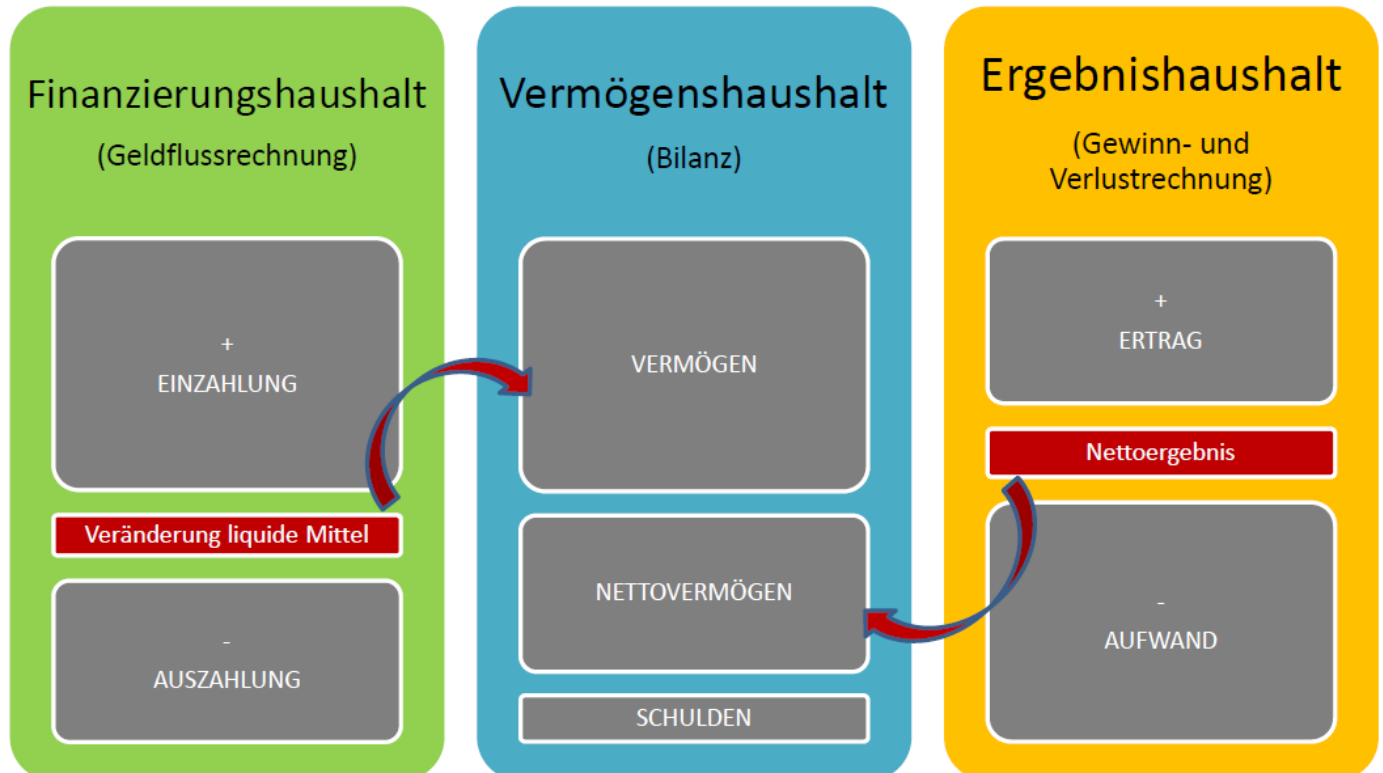 Finanzierungshaushalt
(Geldflussrechnung)
+
EINZAHLUNG
Veränderung liquide Mittel
-
AUSZAHLUNG
Vermögenshaushalt
(Bilanz)
VERMÖGEN
NETTOVERMÖGEN
SCHULDEN
Ergebnishaushalt
(Gewinn- und
Verlustrechnung)
+
ERTRAG
Nettoergebnis
-
AUFWAND